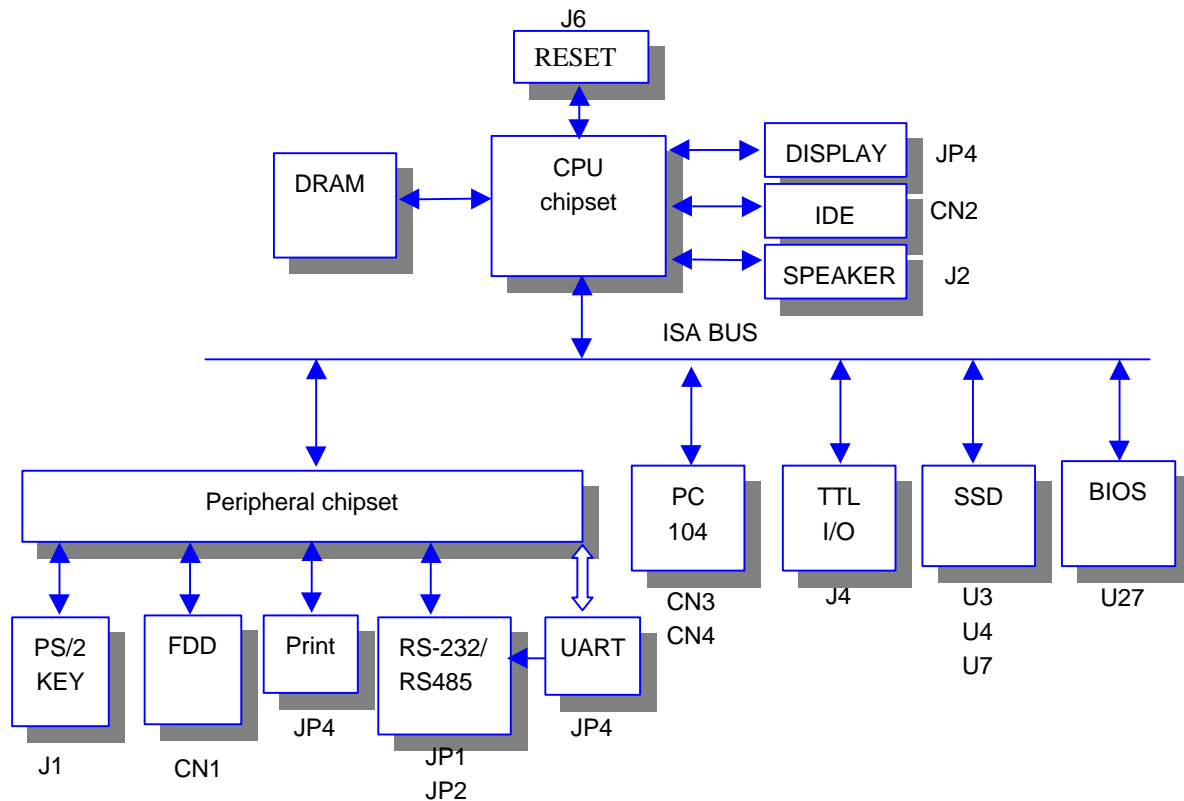 J6
RESET
DRAM
CPU
chipset
DISPLAY
JP4
IDE
CN2
SPEAKER
J2
ISA BUS
Peripheral chipset
PC
104
TTL
I/O
SSD
BIOS
CN3
CN4
J4
U3
U4
U7
U27
PS/2
KEY
FDD
Print
RS-232/
RS485
UART
J1
CN1
JP4
JP1
JP2
JP4